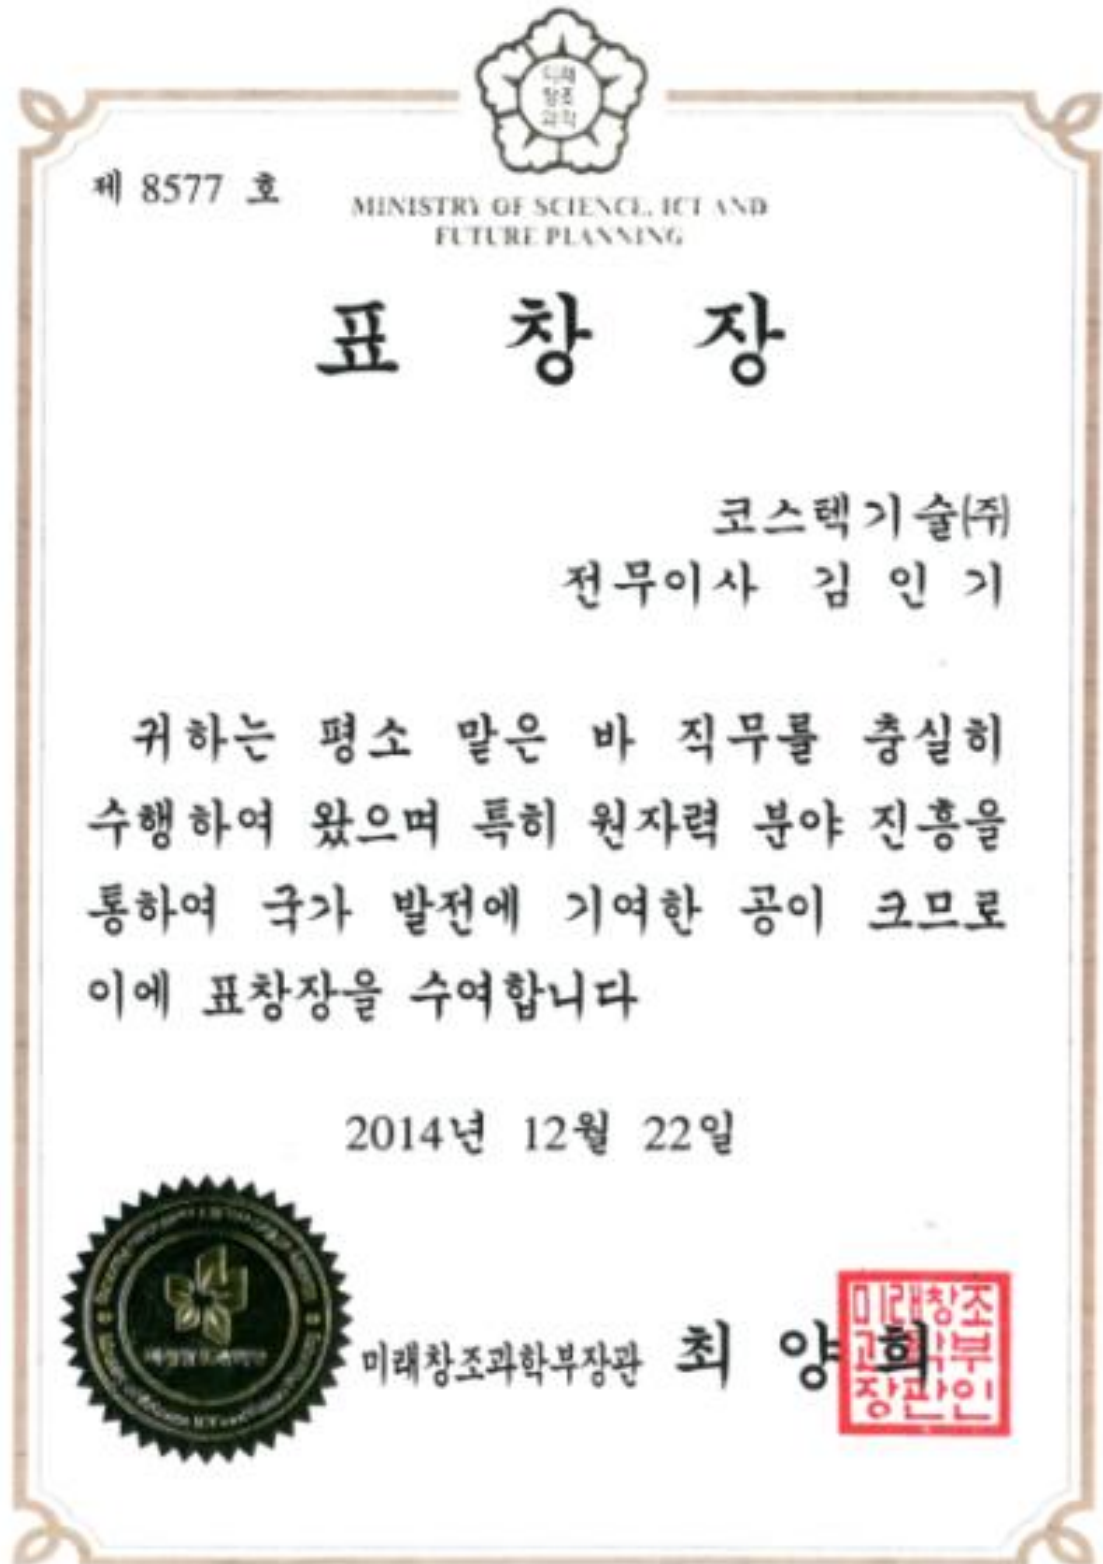 미래
창조
과학
제 8577 호
MINISTRY OF SCIENCE, ICT AND
FUTURE PLANNING
표 창 장
코스텍기술(주)
전무이사 김 인 기
귀하는 평소 맡은 바 직무를 충실히
수행하여 왔으며 특히 원자력 분야 진흥을
통하여 국가 발전에 기여한 공이 크므로
이에 표창장을 수여합니다
2014년 12월 22일
미래창조과학부장관 최 양 희
미래창조
과학부
장관인